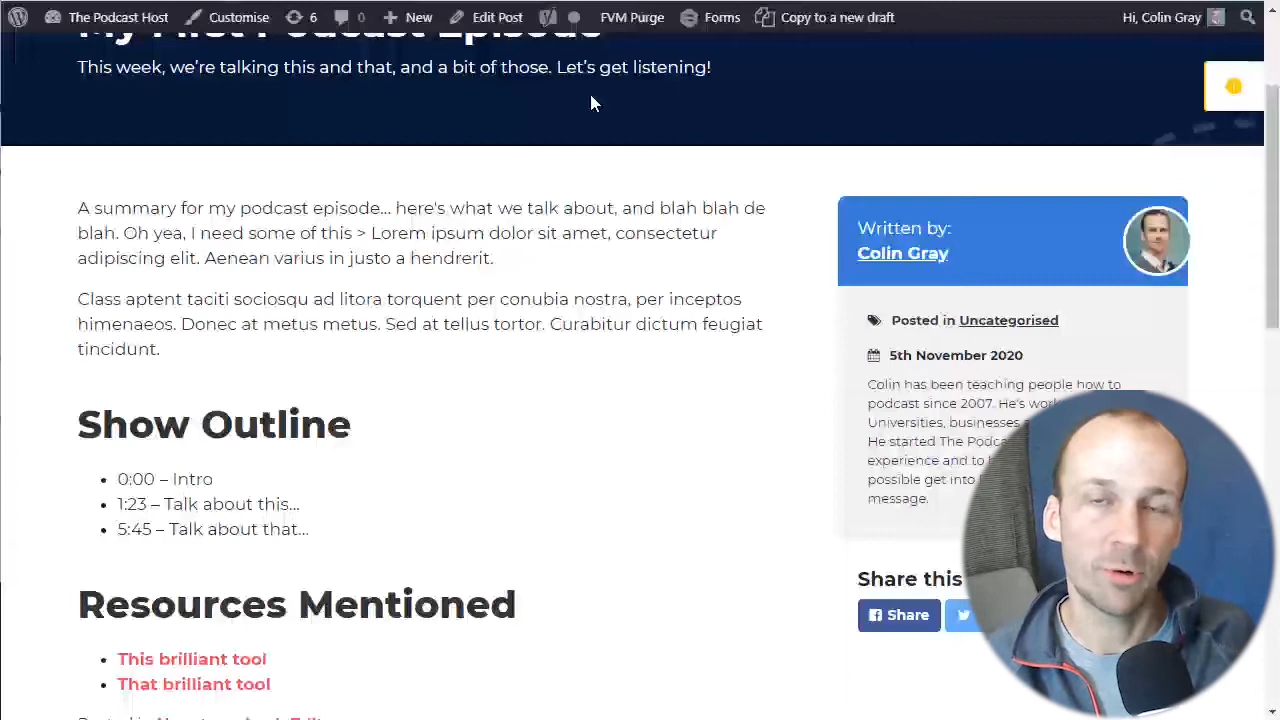 The Podcast Host Customise 6 0 New Edit Post FVM Purge Forms Copy to a new draft Hi, Colin Gray
My First Podcast Episode
This week, we're talking this and that, and a bit of those. Let's get listening!
A summary for my podcast episode... here's what we talk about, and blah blah de
blah. Oh yea, I need some of this > Lorem ipsum dolor sit amet, consectetur
adipiscing elit. Aenean varius in justo a hendrerit.
Class aptent taciti sociosqu ad litora torquent per conubia nostra, per inceptos
himenaeos. Donec at metus metus. Sed at tellus tortor. Curabitur dictum feugiat
tincidunt.
Show Outline
0:00 – Intro
1:23 – Talk about this...
5:45 – Talk about that...
Resources Mentioned
This brilliant tool
That brilliant tool
Written by:
Colin Gray
Posted in Uncategorised
5th November 2020
Colin has been teaching people how to
podcast since 2007. He's
Universities, businesses
He started The
experience and to
possible get into
message.
Share this
Share